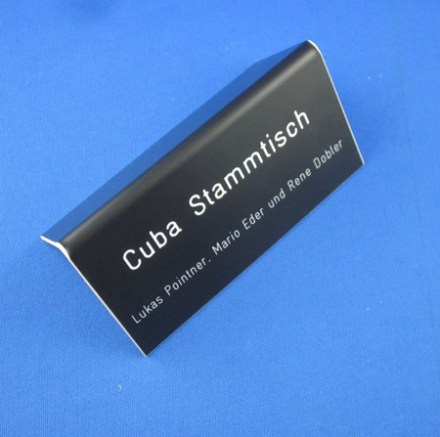 Cuba Stammtisch
Lukas Pointner, Mario Eder und Rene Dobler